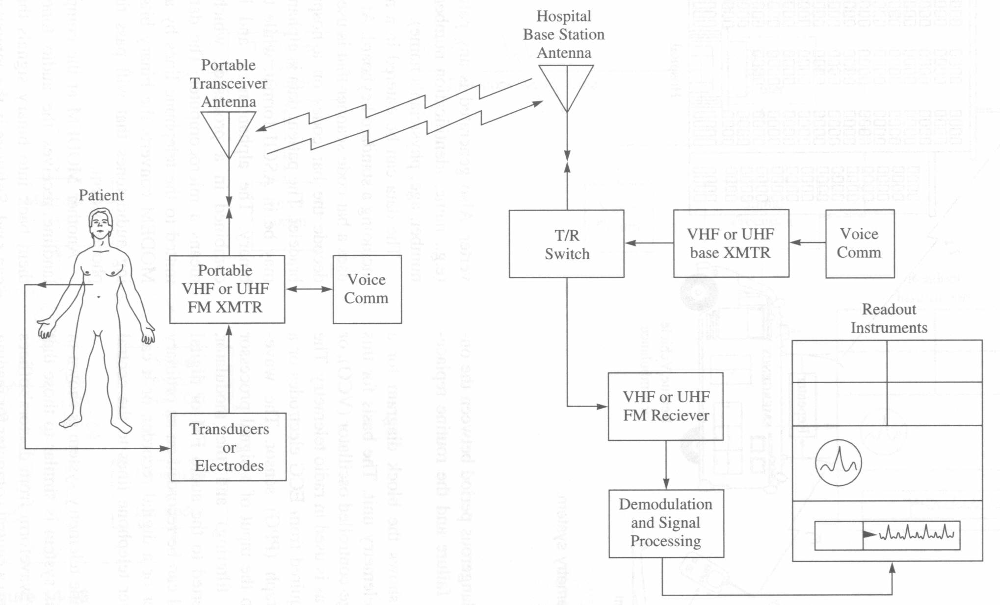 Hospital
Base Station
Antenna
Portable
Transceiver
Antenna
Patient
Portable
VHF or UHF
FM XMTR
Voice
Comm
T/R
Switch
VHF or UHF
base XMTR
Voice
Comm
Readout
Instruments
VHF or UHF
FM Reciever
Transducers
or
Electrodes
Demodulation
and Signal
Processing